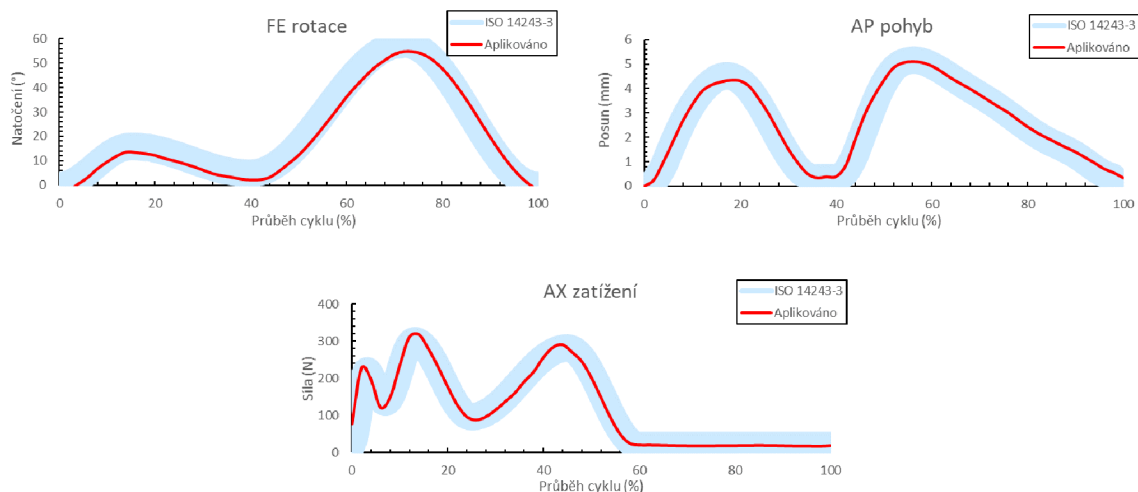 FE rotace
ISO 14243-3
Aplikováno
Natočení (°)
60
50
40
30
20
10
0
0 20 40 60 80 100
Průběh cyklu (%)
AP pohyb
ISO 14243-3
Aplikováno
Posun (mm)
6
5
4
3
2
1
0
0 20 40 60 80 100
Průběh cyklu (%)
AX zatížení
ISO 14243-3
Aplikováno
Síla (N)
400
300
200
100
0
0 20 40 60 80 100
Průběh cyklu (%)